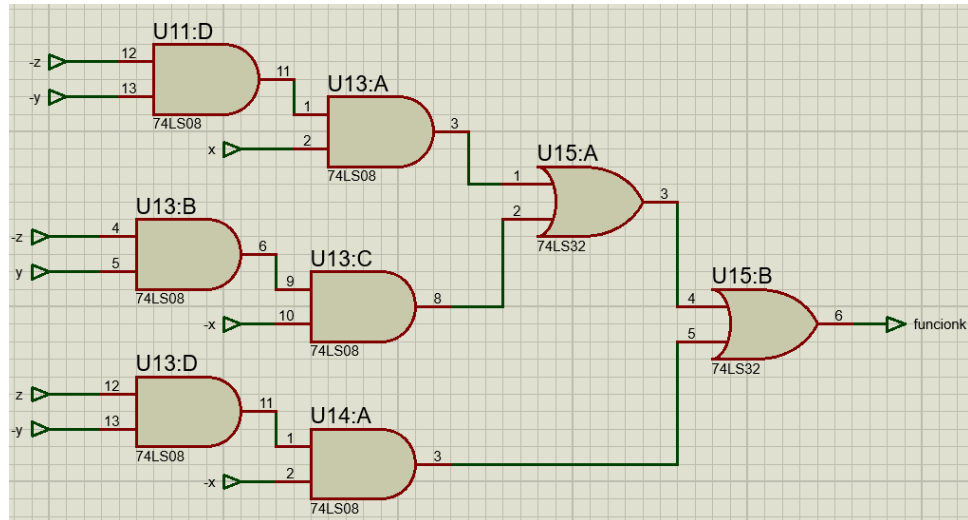 U11:D
-z
12
11
-y
13
74LS08
U13:A
1
3
x
2
74LS08
U15:A
1
3
2
74LS32
U13:B
-z
4
6
y
5
74LS08
U13:C
9
8
-x
10
74LS08
U15:B
4
6
funcionk
5
74LS32
U13:D
z
12
11
-y
13
74LS08
U14:A
1
3
-x
2
74LS08